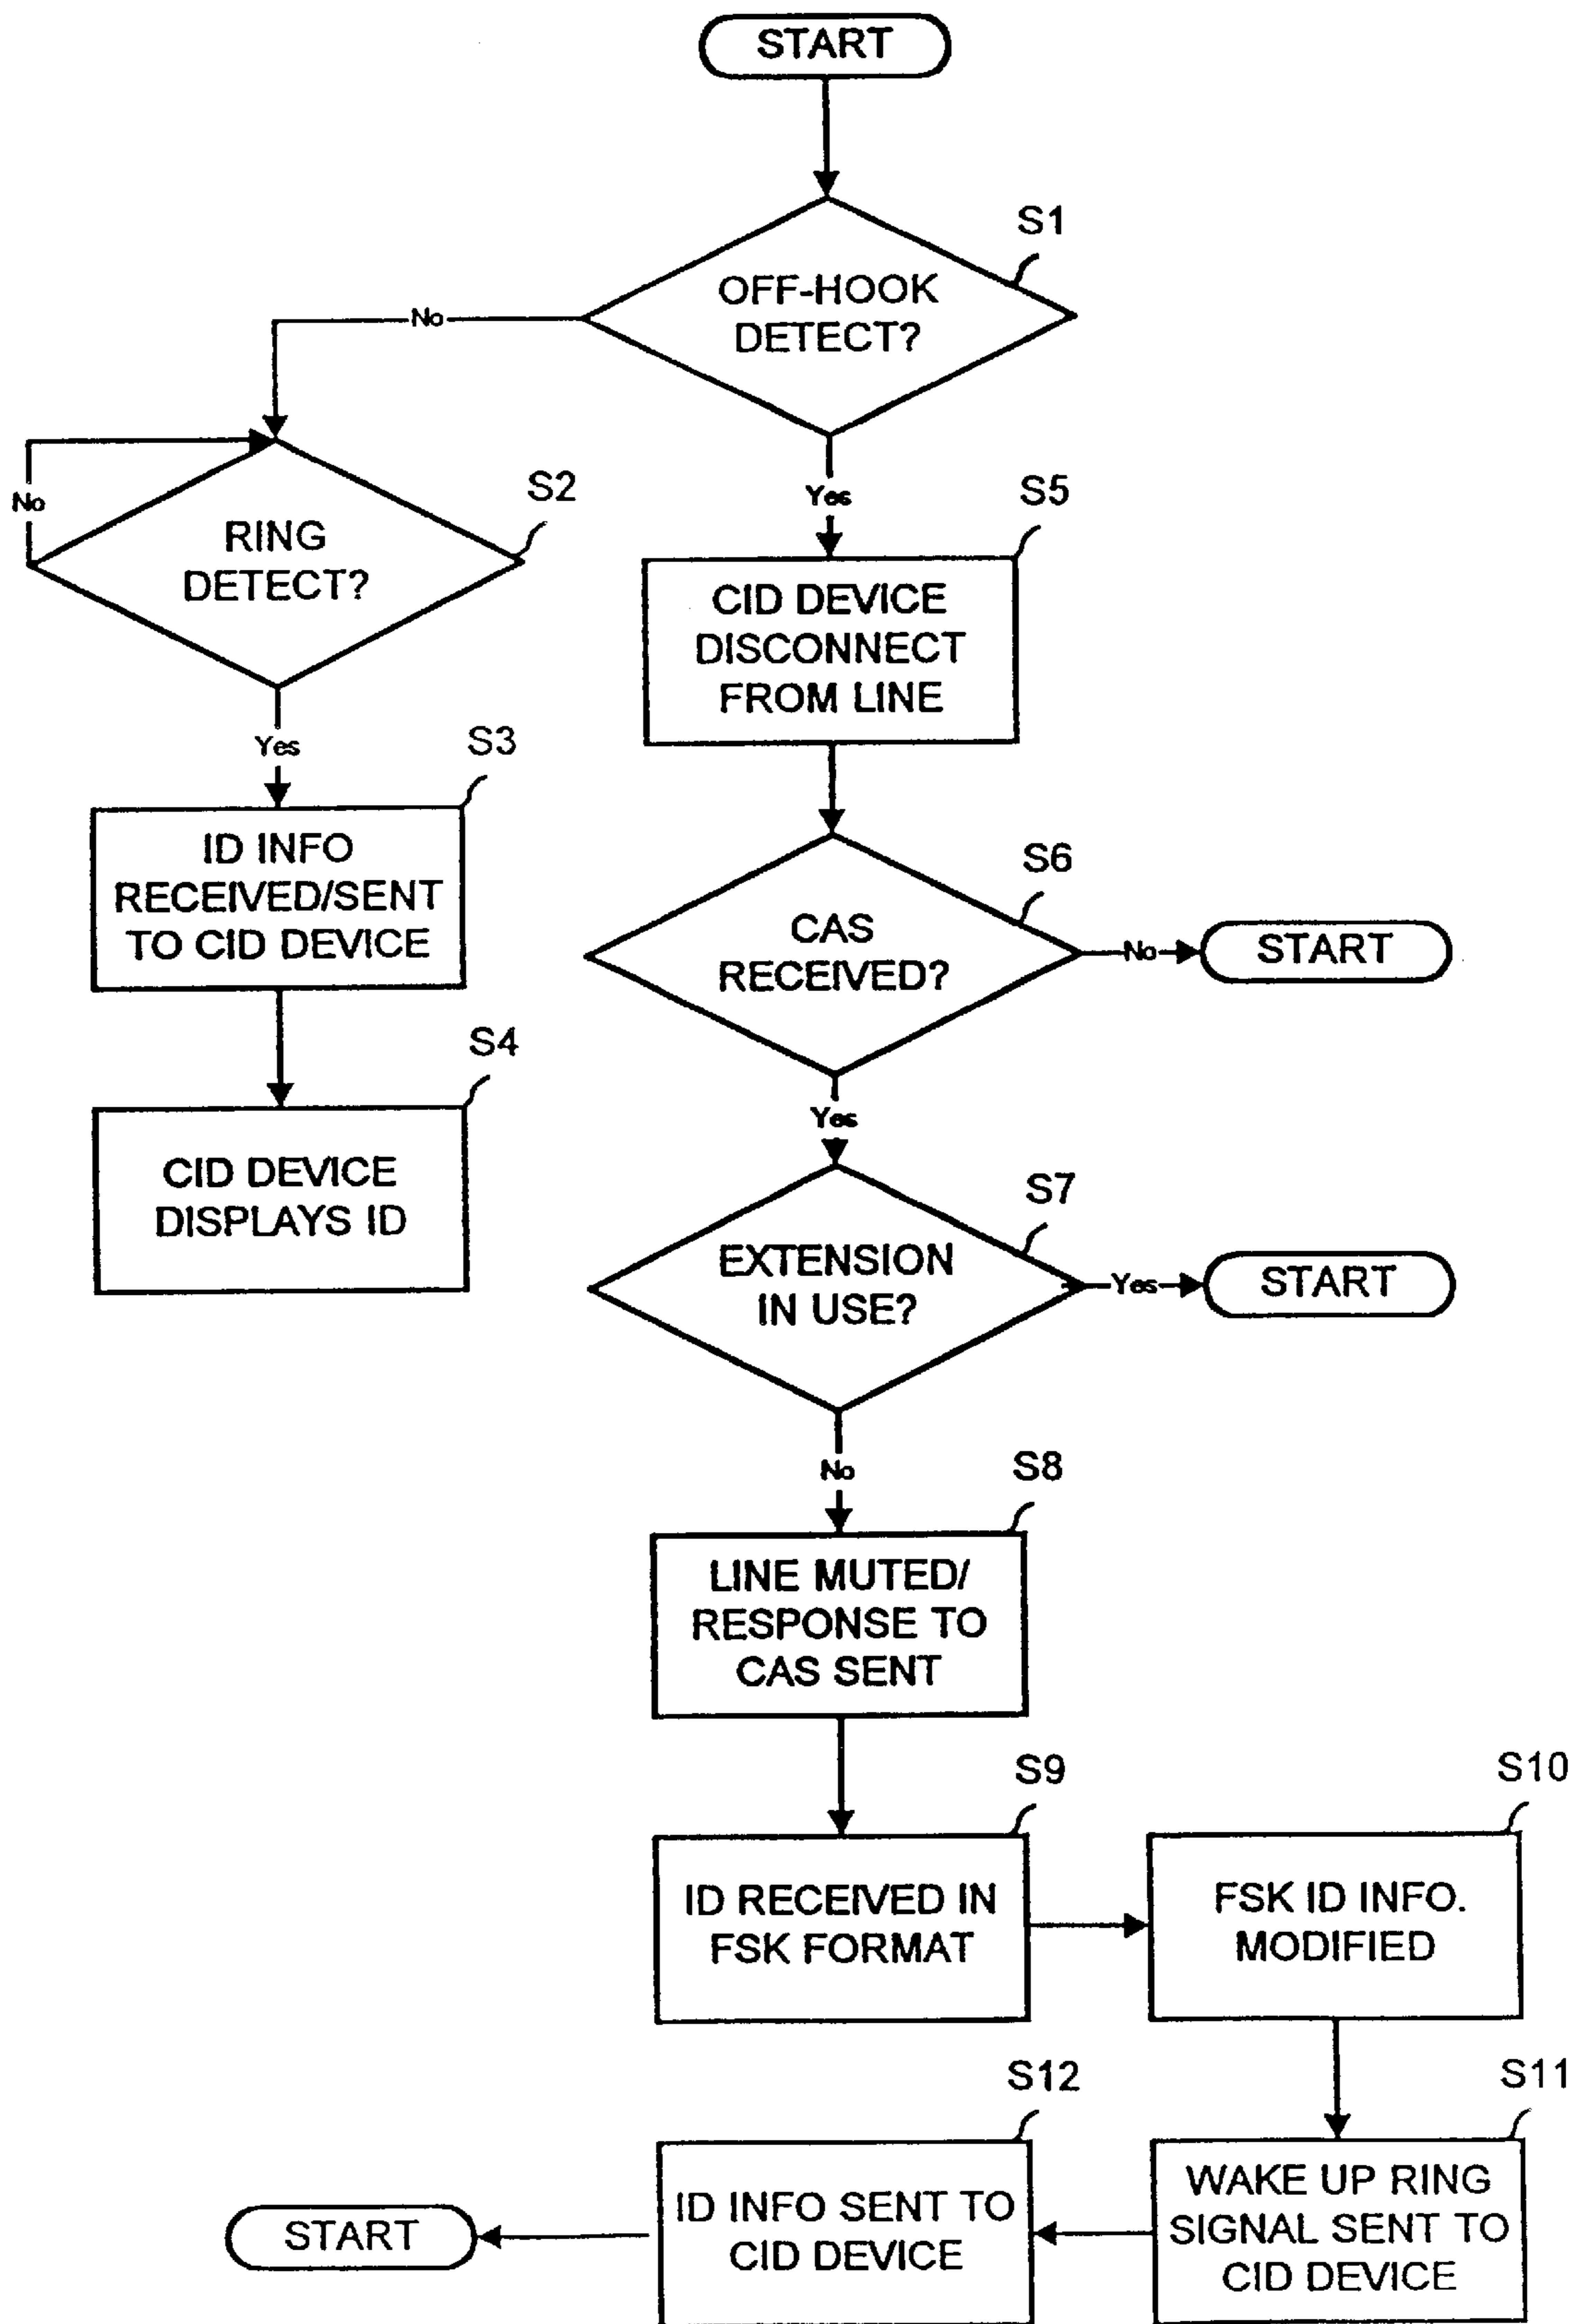 START
S1
OFF-HOOK
DETECT?
No
Yes
S2
No
RING
DETECT?
Yes
S3
ID INFO
RECEIVED/SENT
TO CID DEVICE
S4
CID DEVICE
DISPLAYS ID
S5
CID DEVICE
DISCONNECT
FROM LINE
S6
CAS
RECEIVED?
No
START
Yes
S7
EXTENSION
IN USE?
Yes
START
No
S8
LINE MUTED/
RESPONSE TO
CAS SENT
S9
ID RECEIVED IN
FSK FORMAT
S10
FSK ID INFO.
MODIFIED
S11
WAKE UP RING
SIGNAL SENT TO
CID DEVICE
S12
ID INFO SENT TO
CID DEVICE
START